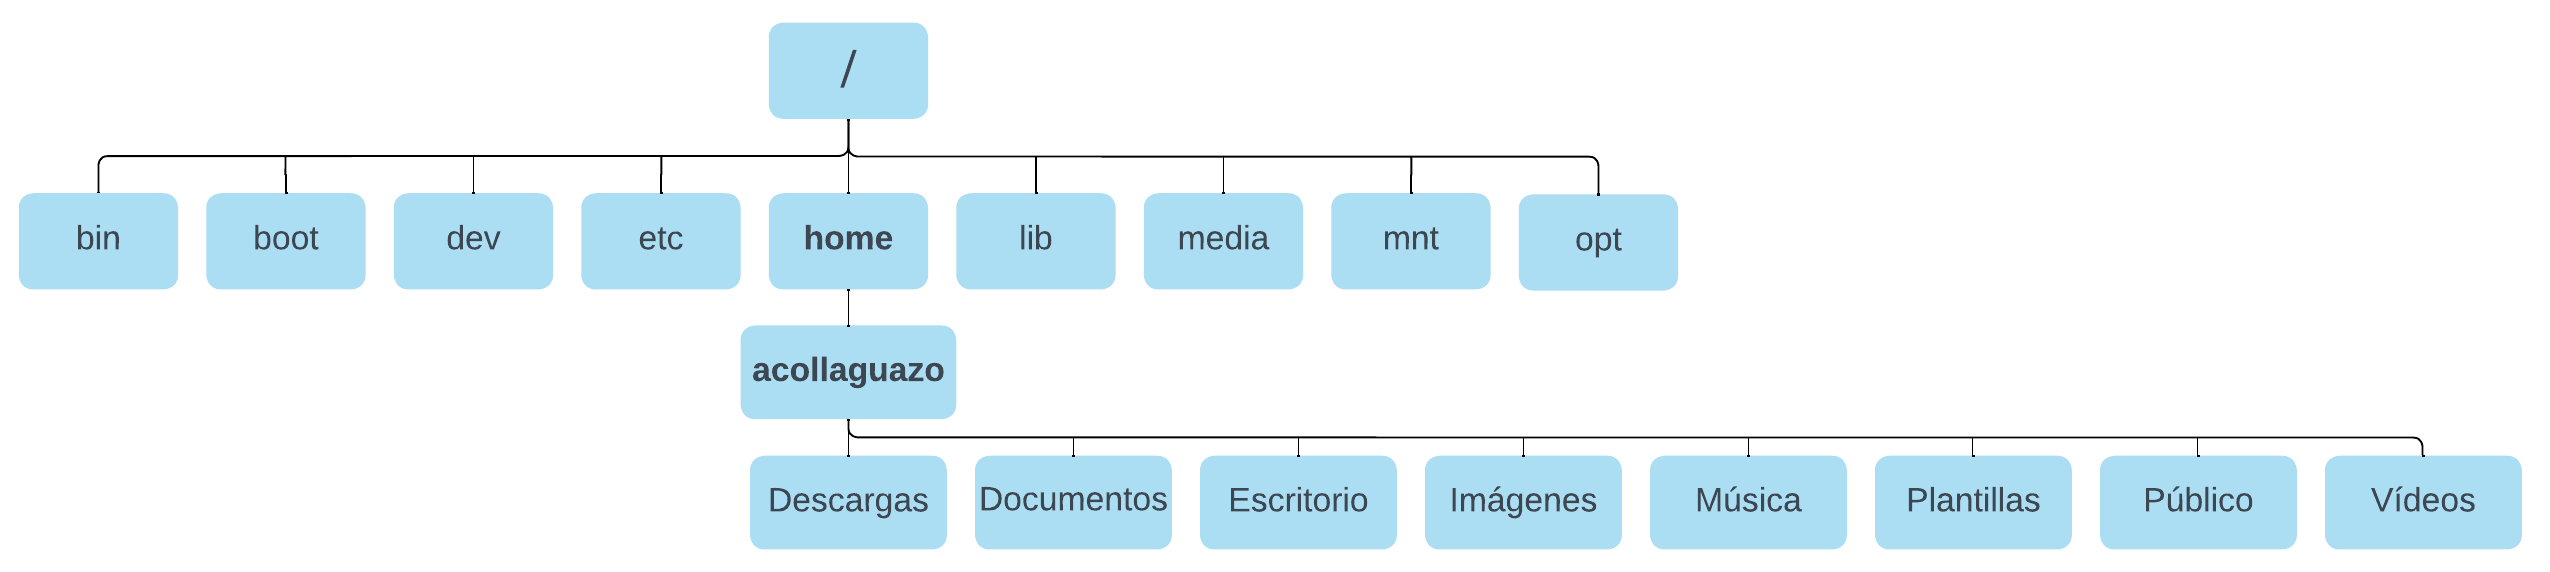 /
bin
boot
dev
etc
home
lib
media
mnt
opt
acollaguazo
Descargas
Documentos
Escritorio
Imágenes
Música
Plantillas
Público
Vídeos